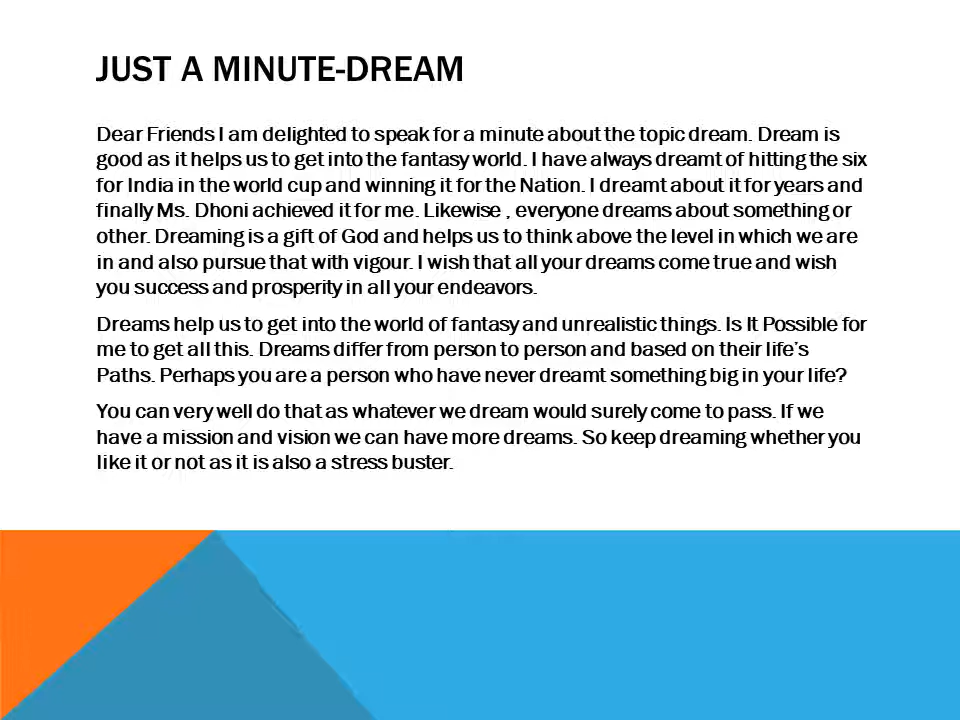 JUST A MINUTE-DREAM
Dear Friends I am delighted to speak for a minute about the topic dream. Dream is
good as it helps us to get into the fantasy world. I have always dreamt of hitting the six
for India in the world cup and winning it for the Nation. I dreamt about it for years and
finally Ms. Dhoni achieved it for me. Likewise , everyone dreams about something or
other. Dreaming is a gift of God and helps us to think above the level in which we are
in and also pursue that with vigour. I wish that all your dreams come true and wish
you success and prosperity in all your endeavors.
Dreams help us to get into the world of fantasy and unrealistic things. Is It Possible for
me to get all this. Dreams differ from person to person and based on their life's
Paths. Perhaps you are a person who have never dreamt something big in your life?
You can very well do that as whatever we dream would surely come to pass. If we
have a mission and vision we can have more dreams. So keep dreaming whether you
like it or not as it is also a stress buster.